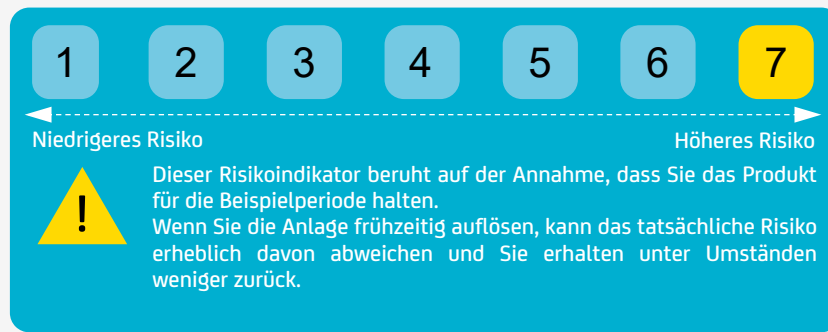 1 2 3 4 5 6 7
Niedrigeres Risiko Höheres Risiko
!
Dieser Risikoindikator beruht auf der Annahme, dass Sie das Produkt
für die Beispielperiode halten.
Wenn Sie die Anlage frühzeitig auflösen, kann das tatsächliche Risiko
erheblich davon abweichen und Sie erhalten unter Umständen
weniger zurück.